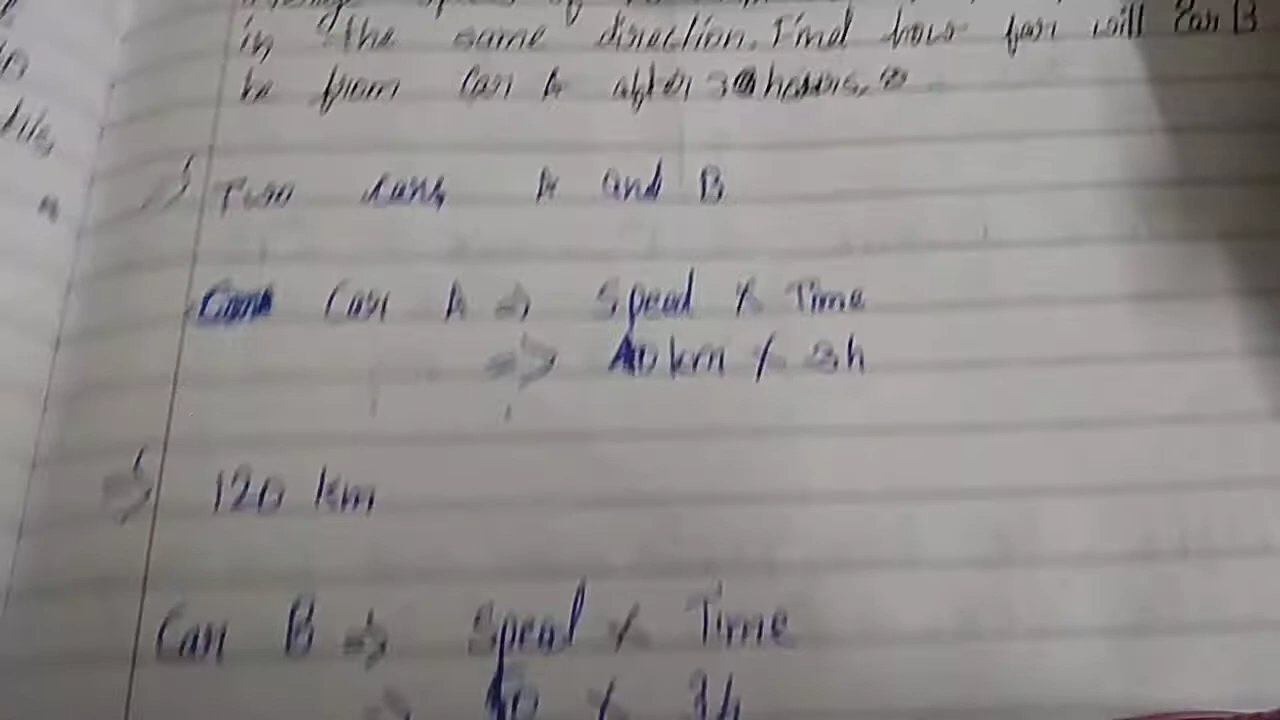 in the same direction. Find how far will Car B
be from Car A after 3 hours.
Two cars, A and B
Car A ⇒ Speed × Time
⇒ 40 km × 3h
⇒ 120 km
Car B ⇒ Speed × Time
⇒ × 3h